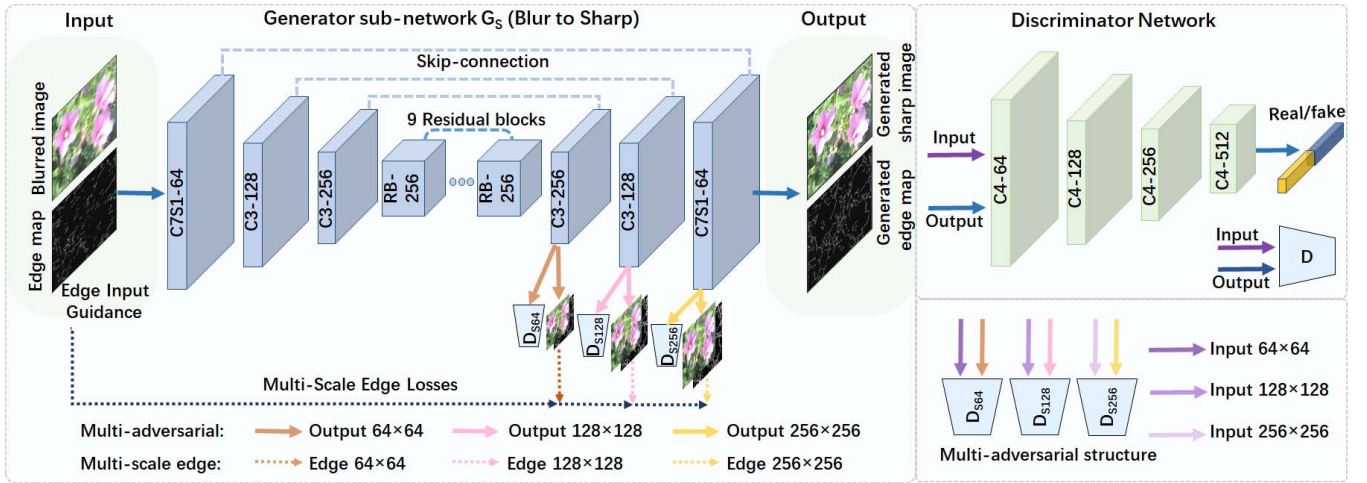 Input
Generator sub-network G_S (Blur to Sharp)
Output
Skip-connection
9 Residual blocks
Blurred image
Edge map
C7S1-64
C3-128
C3-256
RB-
256
RB-
256
C3-256
C3-128
C7S1-64
Generated
sharp image
Generated
edge map
Edge Input
Guidance
D_S64
D_S128
D_S256
Multi-Scale Edge Losses
Multi-adversarial:
Output 64×64
Output 128×128
Output 256×256
Multi-scale edge:
Edge 64×64
Edge 128×128
Edge 256×256
Discriminator Network
Input
Output
C4-64
C4-128
C4-256
C4-512
Real/fake
Input
Output
D
D_S64
D_S128
D_S256
Multi-adversarial structure
Input 64×64
Input 128×128
Input 256×256